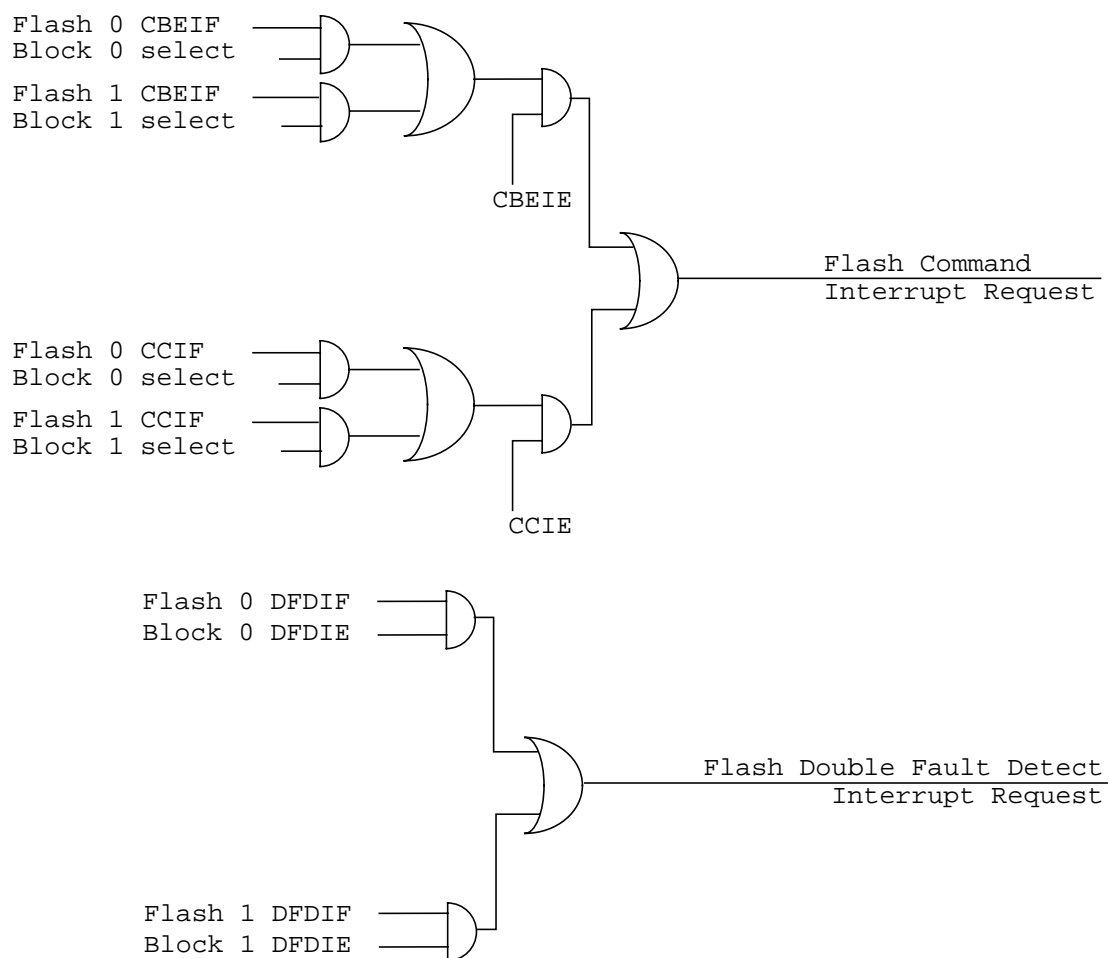 Flash 0 CBEIF
Block 0 select
Flash 1 CBEIF
Block 1 select
CBEIE
Flash Command
Interrupt Request
Flash 0 CCIF
Block 0 select
Flash 1 CCIF
Block 1 select
CCIE
Flash 0 DFDIF
Block 0 DFDIE
Flash Double Fault Detect
Interrupt Request
Flash 1 DFDIF
Block 1 DFDIE